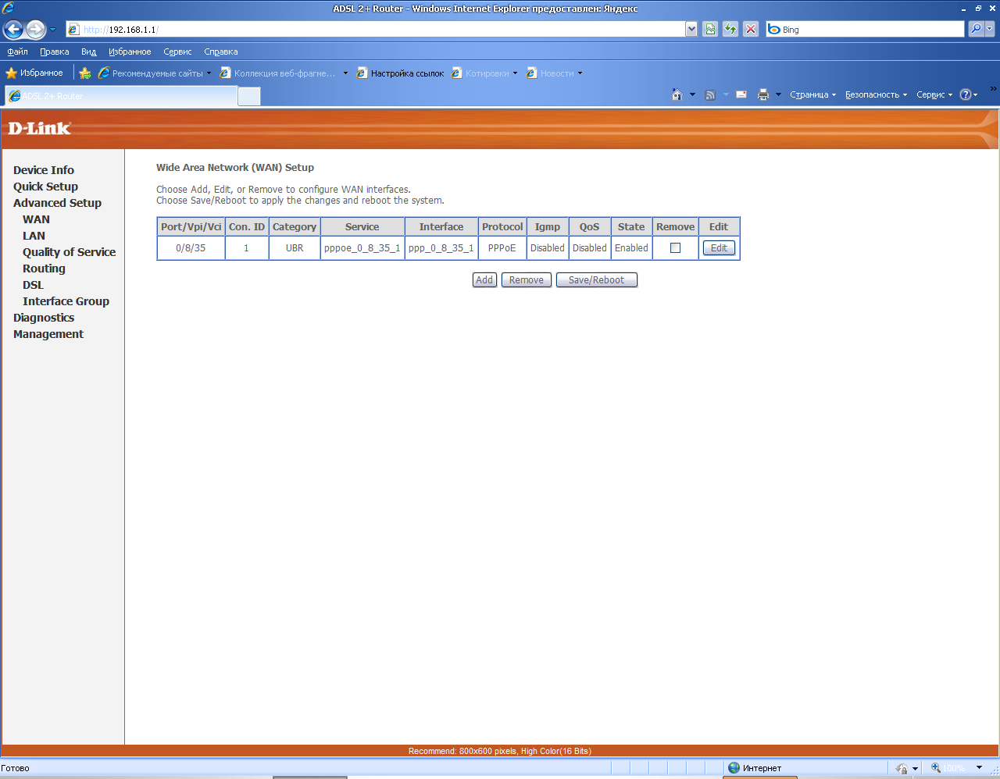 ADSL 2+ Router - Windows Internet Explorer предоставлен: Яндекс
http://192.168.1.1/
Bing
Файл Правка Вид Избранное Сервис Справка
Избранное Рекомендуемые сайты Коллекция веб-фрагме... Настройка ссылок Котировки Новости
ADSL 2+ Router
Страница Безопасность Сервис
D-Link
Device Info
Quick Setup
Advanced Setup
WAN
LAN
Quality of Service
Routing
DSL
Interface Group
Diagnostics
Management
Wide Area Network (WAN) Setup
Choose Add, Edit, or Remove to configure WAN interfaces.
Choose Save/Reboot to apply the changes and reboot the system.
Port/Vpi/Vci Con. ID Category Service Interface Protocol Igmp QoS State Remove Edit
0/8/35 1 UBR pppoe_0_8_35_1 ppp_0_8_35_1 PPPoE Disabled Disabled Enabled Edit
Add Remove Save/Reboot
Recommend: 800x600 pixels, High Color(16 Bits)
Готово Интернет 100%